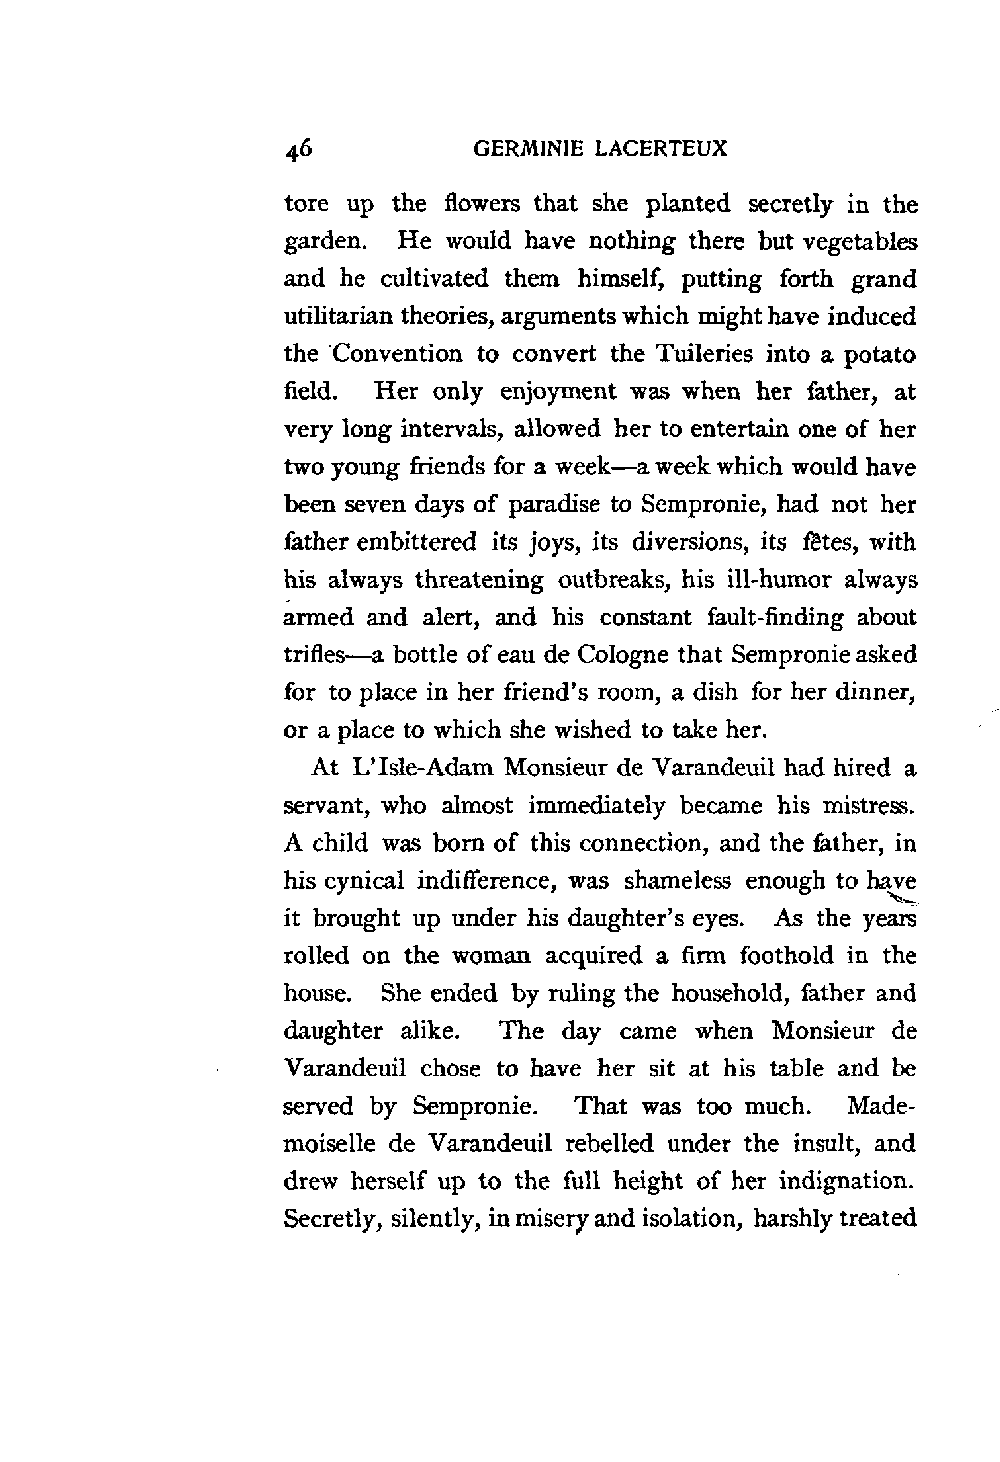 46 GERMINIE LACERTEUX
tore up the flowers that she planted secretly in the
garden. He would have nothing there but vegetables
and he cultivated them himself, putting forth grand
utilitarian theories, arguments which might have induced
the Convention to convert the Tuileries into a potato
field. Her only enjoyment was when her father, at
very long intervals, allowed her to entertain one of her
two young friends for a week—a week which would have
been seven days of paradise to Sempronie, had not her
father embittered its joys, its diversions, its fêtes, with
his always threatening outbreaks, his ill-humor always
armed and alert, and his constant fault-finding about
trifles—a bottle of eau de Cologne that Sempronie asked
for to place in her friend's room, a dish for her dinner,
or a place to which she wished to take her.
At L'Isle-Adam Monsieur de Varandeuil had hired a
servant, who almost immediately became his mistress.
A child was born of this connection, and the father, in
his cynical indifference, was shameless enough to have
it brought up under his daughter's eyes. As the years
rolled on the woman acquired a firm foothold in the
house. She ended by ruling the household, father and
daughter alike. The day came when Monsieur de
Varandeuil chose to have her sit at his table and be
served by Sempronie. That was too much. Made-
moiselle de Varandeuil rebelled under the insult, and
drew herself up to the full height of her indignation.
Secretly, silently, in misery and isolation, harshly treated